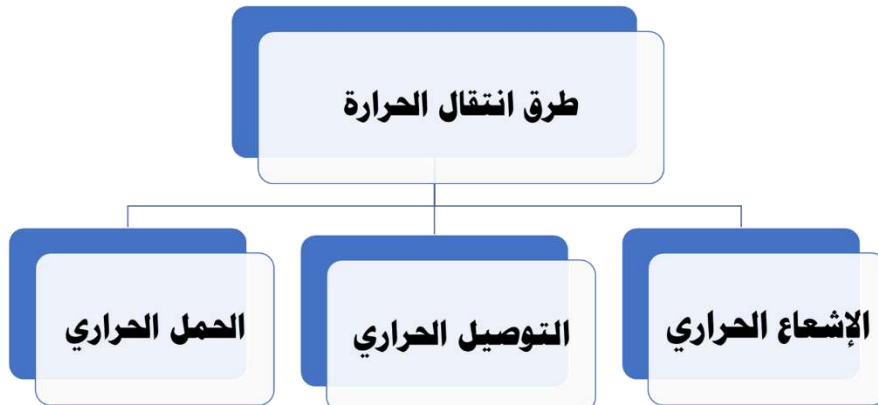 طرق انتقال الحرارة
الإشعاع الحراري
التوصيل الحراري
الحمل الحراري